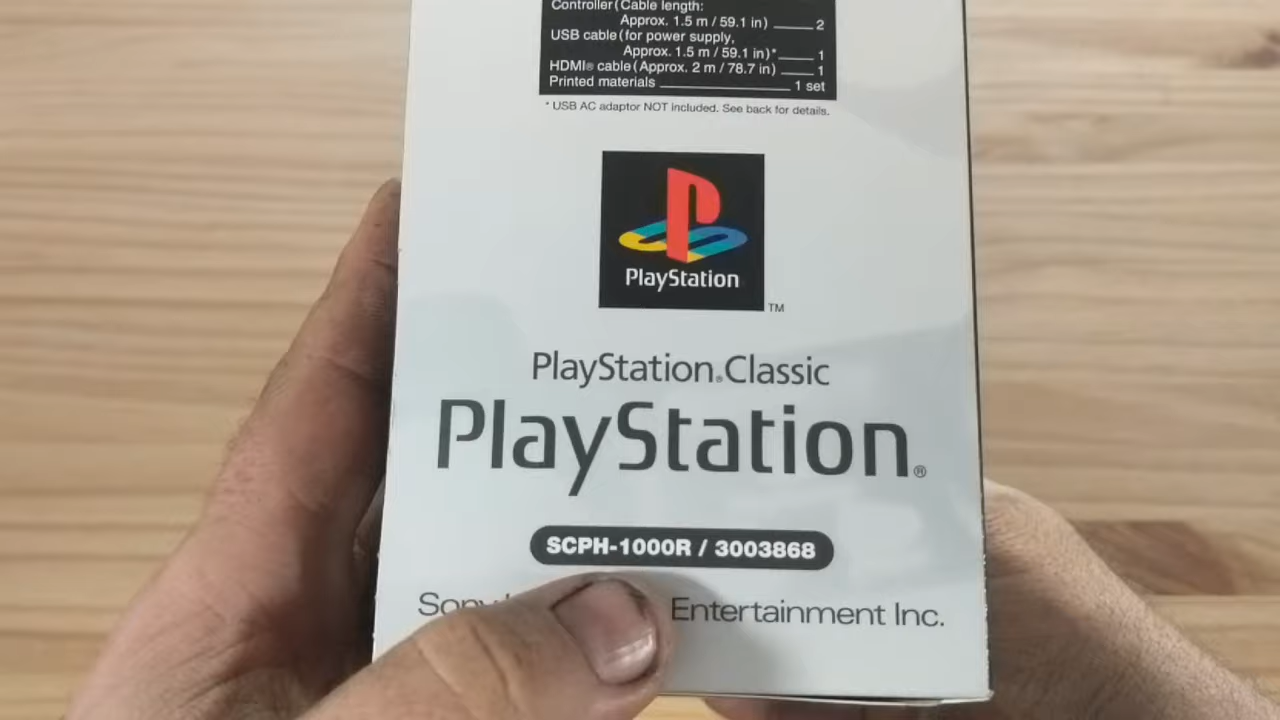 Controller (Cable length:
Approx. 1.5 m / 59.1 in) 2
USB cable (for power supply,
Approx. 1.5 m / 59.1 in)* 1
HDMI® cable (Approx. 2 m / 78.7 in) 1
Printed materials 1 set
* USB AC adaptor NOT included. See back for details.
PlayStation
TM
PlayStation®Classic
PlayStation®
SCPH-1000R / 3003868
Sony Entertainment Inc.